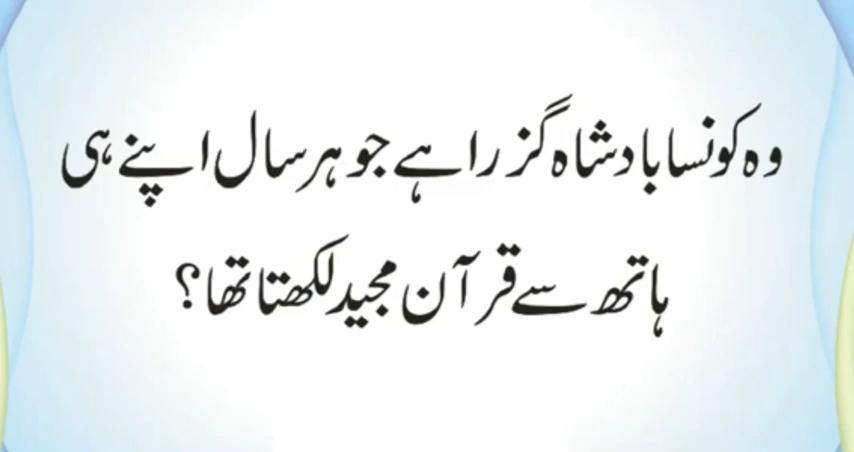 وہ کونسا بادشاہ گزرا ہے جو ہر سال اپنے ہی
ہاتھ سے قرآن مجید لکھتا تھا؟